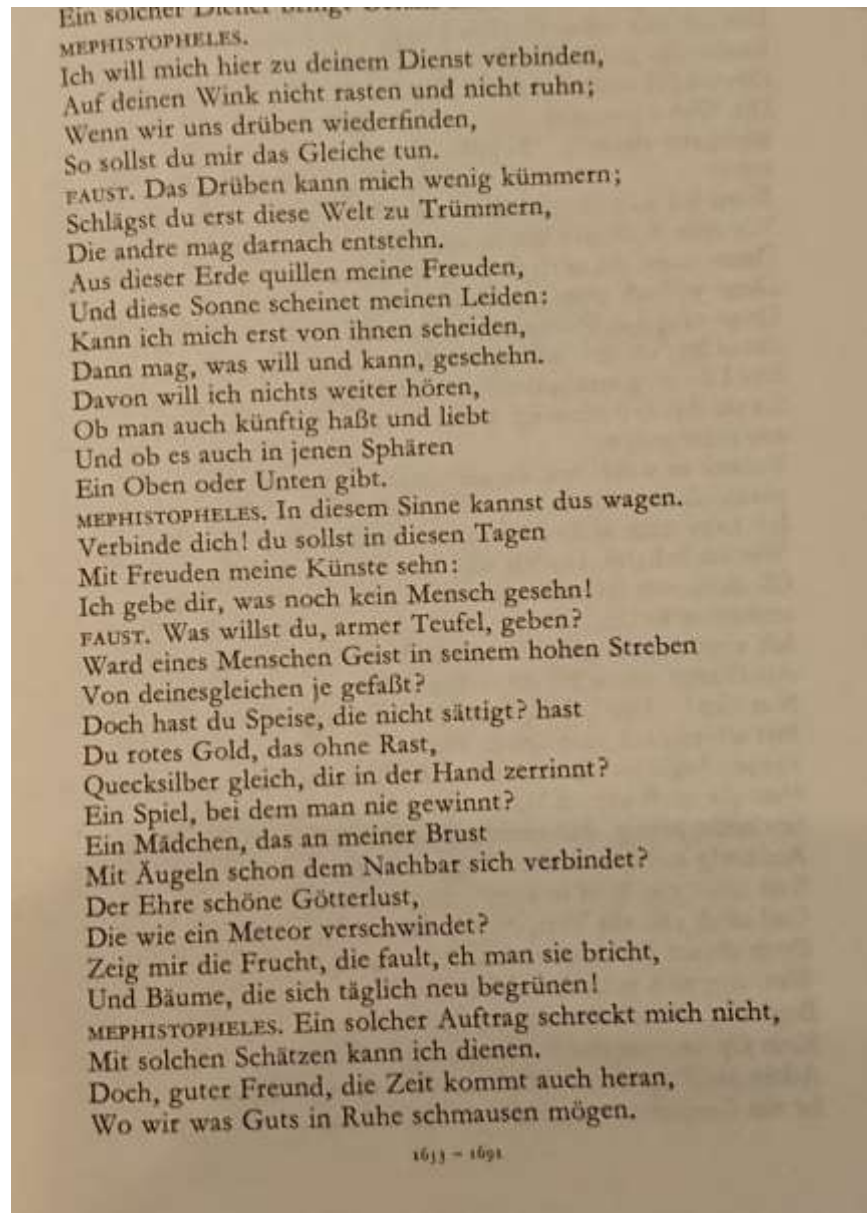 Ein solcher Diener bringt
MEPHISTOPHELES.
Ich will mich hier zu deinem Dienst verbinden,
Auf deinen Wink nicht rasten und nicht ruhn;
Wenn wir uns drüben wiederfinden,
So sollst du mir das Gleiche tun.
FAUST. Das Drüben kann mich wenig kümmern;
Schlägst du erst diese Welt zu Trümmern,
Die andre mag darnach entstehn.
Aus dieser Erde quillen meine Freuden,
Und diese Sonne scheinet meinen Leiden:
Kann ich mich erst von ihnen scheiden,
Dann mag, was will und kann, geschehn.
Davon will ich nichts weiter hören,
Ob man auch künftig haßt und liebt
Und ob es auch in jenen Sphären
Ein Oben oder Unten gibt.
MEPHISTOPHELES. In diesem Sinne kannst dus wagen.
Verbinde dich! du sollst in diesen Tagen
Mit Freuden meine Künste sehn:
Ich gebe dir, was noch kein Mensch gesehn!
FAUST. Was willst du, armer Teufel, geben?
Ward eines Menschen Geist in seinem hohen Streben
Von deinesgleichen je gefaßt?
Doch hast du Speise, die nicht sättigt? hast
Du rotes Gold, das ohne Rast,
Quecksilber gleich, dir in der Hand zerrinnt?
Ein Spiel, bei dem man nie gewinnt?
Ein Mädchen, das an meiner Brust
Mit Äugeln schon dem Nachbar sich verbindet?
Der Ehre schöne Götterlust,
Die wie ein Meteor verschwindet?
Zeig mir die Frucht, die fault, eh man sie bricht,
Und Bäume, die sich täglich neu begrünen!
MEPHISTOPHELES. Ein solcher Auftrag schreckt mich nicht,
Mit solchen Schätzen kann ich dienen.
Doch, guter Freund, die Zeit kommt auch heran,
Wo wir was Guts in Ruhe schmausen mögen.
1653 – 1691